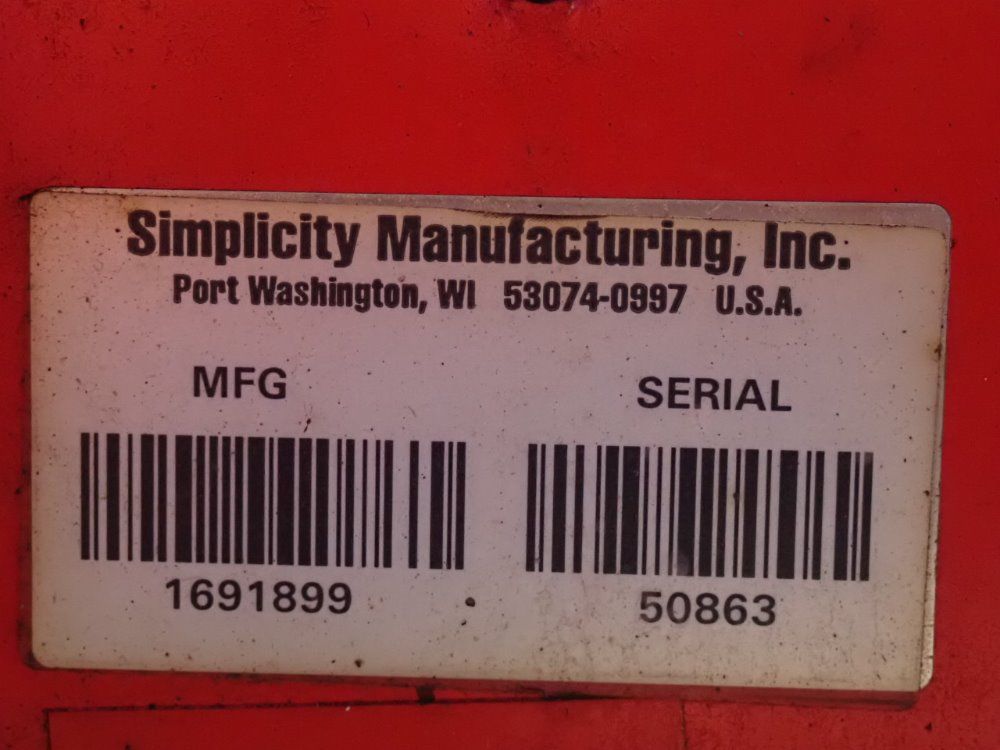 Simplicity Manufacturing, Inc.
Port Washington, WI 53074-0997 U.S.A.
MFG SERIAL
1691899 50863